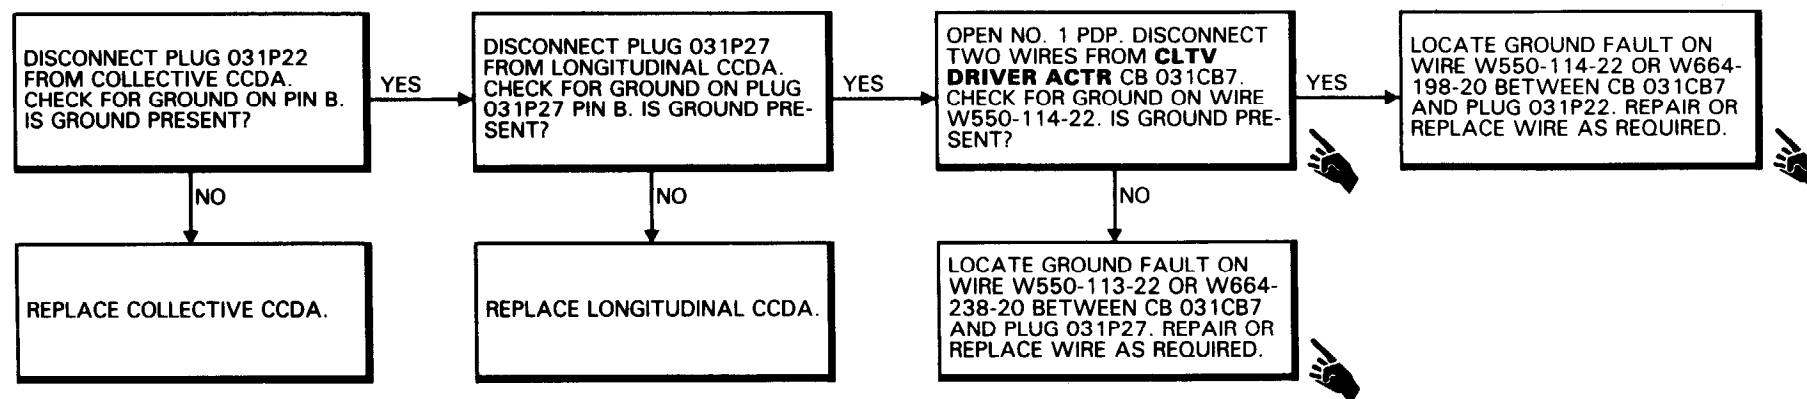 DISCONNECT PLUG 031P22
FROM COLLECTIVE CCDA.
CHECK FOR GROUND ON PIN B.
IS GROUND PRESENT?
YES
DISCONNECT PLUG 031P27
FROM LONGITUDINAL CCDA.
CHECK FOR GROUND ON PLUG
031P27 PIN B. IS GROUND PRE-
SENT?
YES
OPEN NO. 1 PDP. DISCONNECT
TWO WIRES FROM CLTV
DRIVER ACTR CB 031CB7.
CHECK FOR GROUND ON WIRE
W550-114-22. IS GROUND PRE-
SENT?
YES
LOCATE GROUND FAULT ON
WIRE W550-114-22 OR W664-
198-20 BETWEEN CB 031CB7
AND PLUG 031P22. REPAIR OR
REPLACE WIRE AS REQUIRED.
NO
NO
NO
REPLACE COLLECTIVE CCDA.
REPLACE LONGITUDINAL CCDA.
LOCATE GROUND FAULT ON
WIRE W550-113-22 OR W664-
238-20 BETWEEN CB 031CB7
AND PLUG 031P27. REPAIR OR
REPLACE WIRE AS REQUIRED.